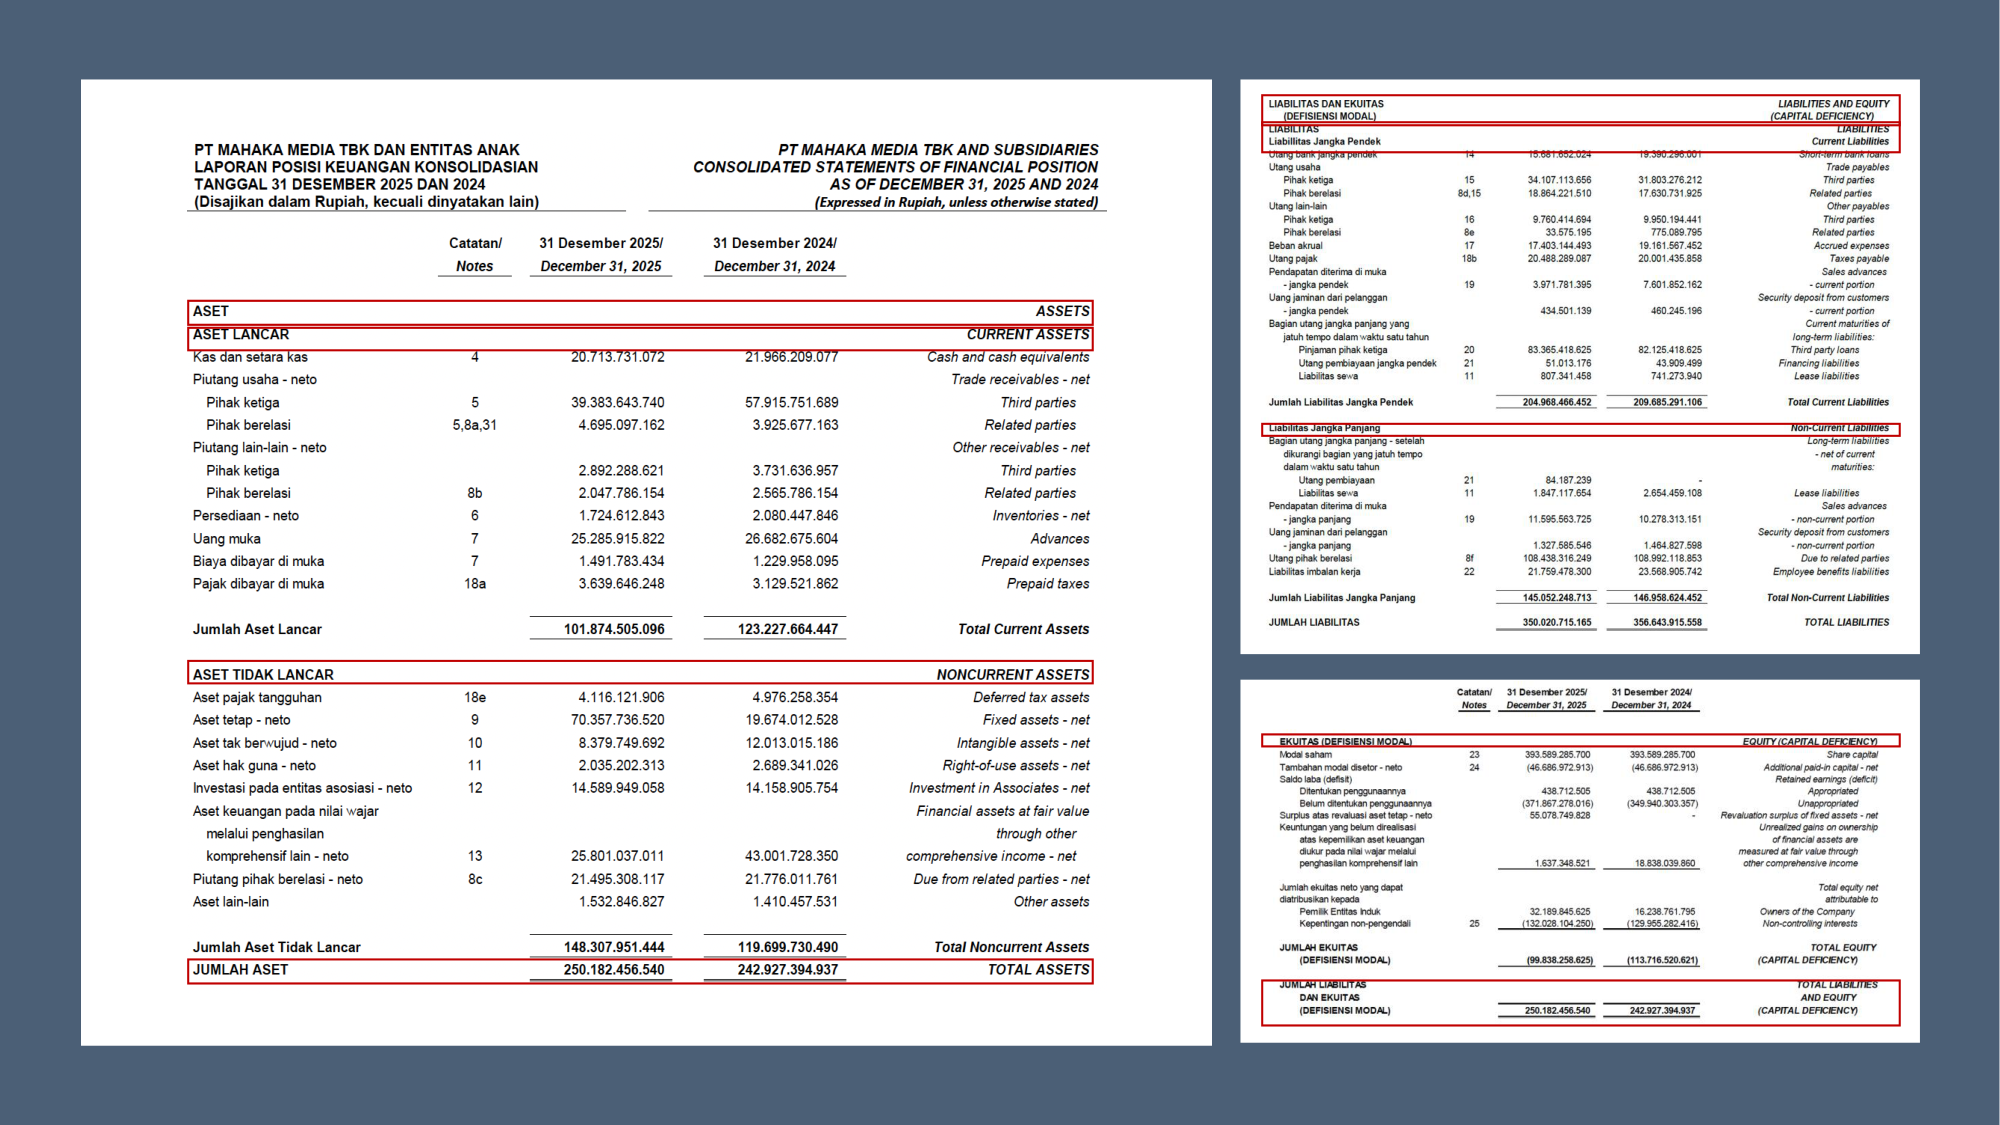 PT MAHAKA MEDIA TBK DAN ENTITAS ANAK PT MAHAKA MEDIA TBK AND SUBSIDIARIES
LAPORAN POSISI KEUANGAN KONSOLIDASIAN CONSOLIDATED STATEMENTS OF FINANCIAL POSITION
TANGGAL 31 DESEMBER 2025 DAN 2024 AS OF DECEMBER 31, 2025 AND 2024
(Disajikan dalam Rupiah, kecuali dinyatakan lain) (Expressed in Rupiah, unless otherwise stated)
Catatan/ 31 Desember 2025/ 31 Desember 2024/
Notes December 31, 2025 December 31, 2024
ASET ASSETS
ASET LANCAR CURRENT ASSETS
Kas dan setara kas 4 20.713.731.072 21.966.209.077 Cash and cash equivalents
Piutang usaha - neto Trade receivables - net
Pihak ketiga 5 39.383.643.740 57.915.751.689 Third parties
Pihak berelasi 5,8a,31 4.695.097.162 3.925.677.163 Related parties
Piutang lain-lain - neto Other receivables - net
Pihak ketiga 2.892.288.621 3.731.636.957 Third parties
Pihak berelasi 8b 2.047.786.154 2.565.786.154 Related parties
Persediaan - neto 6 1.724.612.843 2.080.447.846 Inventories - net
Uang muka 7 25.285.915.822 26.682.675.604 Advances
Biaya dibayar di muka 7 1.491.783.434 1.229.958.095 Prepaid expenses
Pajak dibayar di muka 18a 3.639.646.248 3.129.521.862 Prepaid taxes
Jumlah Aset Lancar 101.874.505.096 123.227.664.447 Total Current Assets
ASET TIDAK LANCAR NONCURRENT ASSETS
Aset pajak tangguhan 18e 4.116.121.906 4.976.258.354 Deferred tax assets
Aset tetap - neto 9 70.357.736.520 19.674.012.528 Fixed assets - net
Aset tak berwujud - neto 10 8.379.749.692 12.013.015.186 Intangible assets - net
Aset hak guna - neto 11 2.035.202.313 2.689.341.026 Right-of-use assets - net
Investasi pada entitas asosiasi - neto 12 14.589.949.058 14.158.905.754 Investment in Associates - net
Aset keuangan pada nilai wajar Financial assets at fair value
melalui penghasilan through other
komprehensif lain - neto 13 25.801.037.011 43.001.728.350 comprehensive income - net
Piutang pihak berelasi - neto 8c 21.495.308.117 21.776.011.761 Due from related parties - net
Aset lain-lain 1.532.846.827 1.410.457.531 Other assets
Jumlah Aset Tidak Lancar 148.307.951.444 119.699.730.490 Total Noncurrent Assets
JUMLAH ASET 250.182.456.540 242.927.394.937 TOTAL ASSETS
LIABILITAS DAN EKUITAS LIABILITIES AND EQUITY
(DEFISIENSI MODAL) (CAPITAL DEFICIENCY)
LIABILITAS LIABILITIES
Liabillitas Jangka Pendek Current Liabilities
Utang bank jangka pendek 14 15.681.652.024 19.390.296.001 Short-term bank loans
Utang usaha Trade payables
Pihak ketiga 15 34.107.113.656 31.803.276.212 Third parties
Pihak berelasi 8d,15 18.864.221.510 17.630.731.925 Related parties
Utang lain-lain Other payables
Pihak ketiga 16 9.760.414.694 9.950.194.441 Third parties
Pihak berelasi 8e 33.575.195 775.089.795 Related parties
Beban akrual 17 17.403.144.493 19.161.567.452 Accrued expenses
Utang pajak 18b 20.488.289.087 20.001.435.858 Taxes payable
Pendapatan diterima di muka Sales advances
- jangka pendek 19 3.971.781.395 7.601.852.162 - current portion
Uang jaminan dari pelanggan Security deposit from customers
- jangka pendek 434.501.139 460.245.196 - current portion
Bagian utang jangka panjang yang Current maturities of
jatuh tempo dalam waktu satu tahun long-term liabilities:
Pinjaman pihak ketiga 20 83.365.418.625 82.125.418.625 Third party loans
Utang pembiayaan jangka pendek 21 51.013.176 43.909.499 Financing liabilities
Liabilitas sewa 11 807.341.458 741.273.940 Lease liabilities
Jumlah Liabilitas Jangka Pendek 204.968.466.452 209.685.291.106 Total Current Liabilities
Liabilitas Jangka Panjang Non-Current Liabilities
Bagian utang jangka panjang - setelah Long-term liabilities
dikurangi bagian yang jatuh tempo - net of current
dalam waktu satu tahun maturities:
Utang pembiayaan 21 84.187.239 -
Liabilitas sewa 11 1.847.117.654 2.654.459.108 Lease liabilities
Pendapatan diterima di muka Sales advances
- jangka panjang 19 11.595.563.725 10.278.313.151 - non-current portion
Uang jaminan dari pelanggan Security deposit from customers
- jangka panjang 1.327.585.546 1.464.827.598 - non-current portion
Utang pihak berelasi 8f 108.438.316.249 108.992.118.853 Due to related parties
Liabilitas imbalan kerja 22 21.759.478.300 23.568.905.742 Employee benefits liabilities
Jumlah Liabilitas Jangka Panjang 145.052.248.713 146.958.624.452 Total Non-Current Liabilities
JUMLAH LIABILITAS 350.020.715.165 356.643.915.558 TOTAL LIABILITIES
Catatan/ 31 Desember 2025/ 31 Desember 2024/
Notes December 31, 2025 December 31, 2024
EKUITAS (DEFISIENSI MODAL) EQUITY (CAPITAL DEFICIENCY)
Modal saham 23 393.589.285.700 393.589.285.700 Share capital
Tambahan modal disetor - neto 24 (46.686.972.913) (46.686.972.913) Additional paid-in capital - net
Saldo laba (defisit) Retained earnings (deficit)
Ditentukan penggunaannya 438.712.505 438.712.505 Appropriated
Belum ditentukan penggunaannya (371.867.278.016) (349.940.303.357) Unappropriated
Surplus atas revaluasi aset tetap - neto 55.078.749.828 - Revaluation surplus of fixed assets - net
Keuntungan yang belum direalisasi Unrealized gains on ownership
atas kepemilikan aset keuangan of financial assets are
diukur pada nilai wajar melalui measured at fair value through
penghasilan komprehensif lain 1.637.348.521 18.838.039.860 other comprehensive income
Jumlah ekuitas neto yang dapat Total equity net
diatribusikan kepada attributable to
Pemilik Entitas Induk 32.189.845.625 16.238.761.795 Owners of the Company
Kepentingan non-pengendali 25 (132.028.104.250) (129.955.282.416) Non-controlling interests
JUMLAH EKUITAS TOTAL EQUITY
(DEFISIENSI MODAL) (99.838.258.625) (113.716.520.621) (CAPITAL DEFICIENCY)
JUMLAH LIABILITAS TOTAL LIABILITIES
DAN EKUITAS AND EQUITY
(DEFISIENSI MODAL) 250.182.456.540 242.927.394.937 (CAPITAL DEFICIENCY)